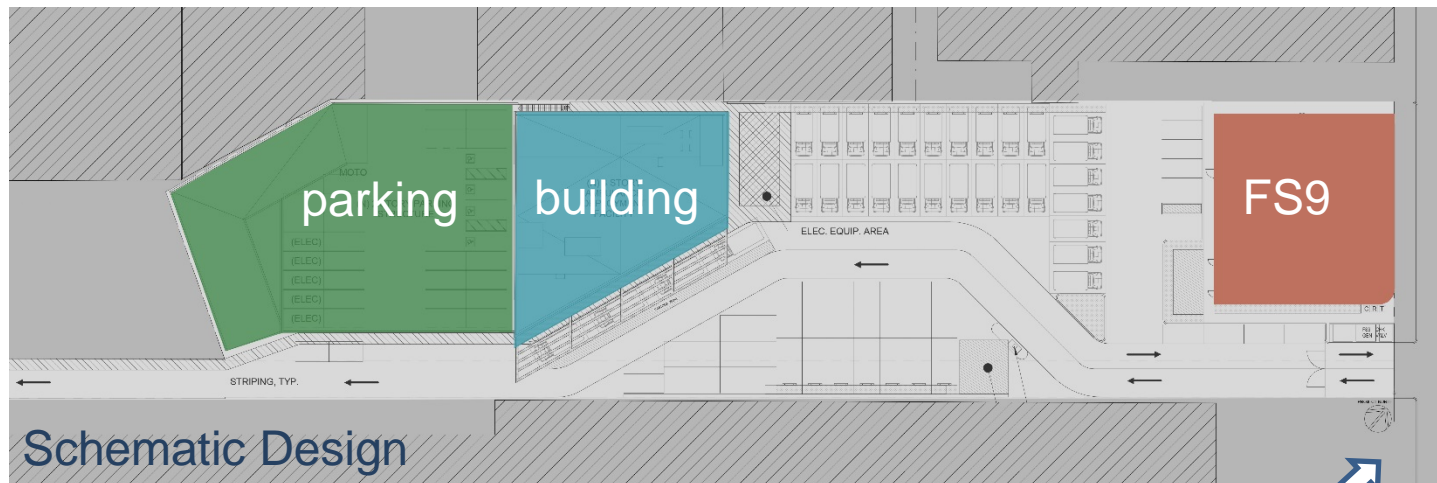 parking
building
FS9
MOTO
ELEC. EQUIP. AREA
(ELEC)
(ELEC)
(ELEC)
(ELEC)
(ELEC)
STRIPING, TYP.
Schematic Design